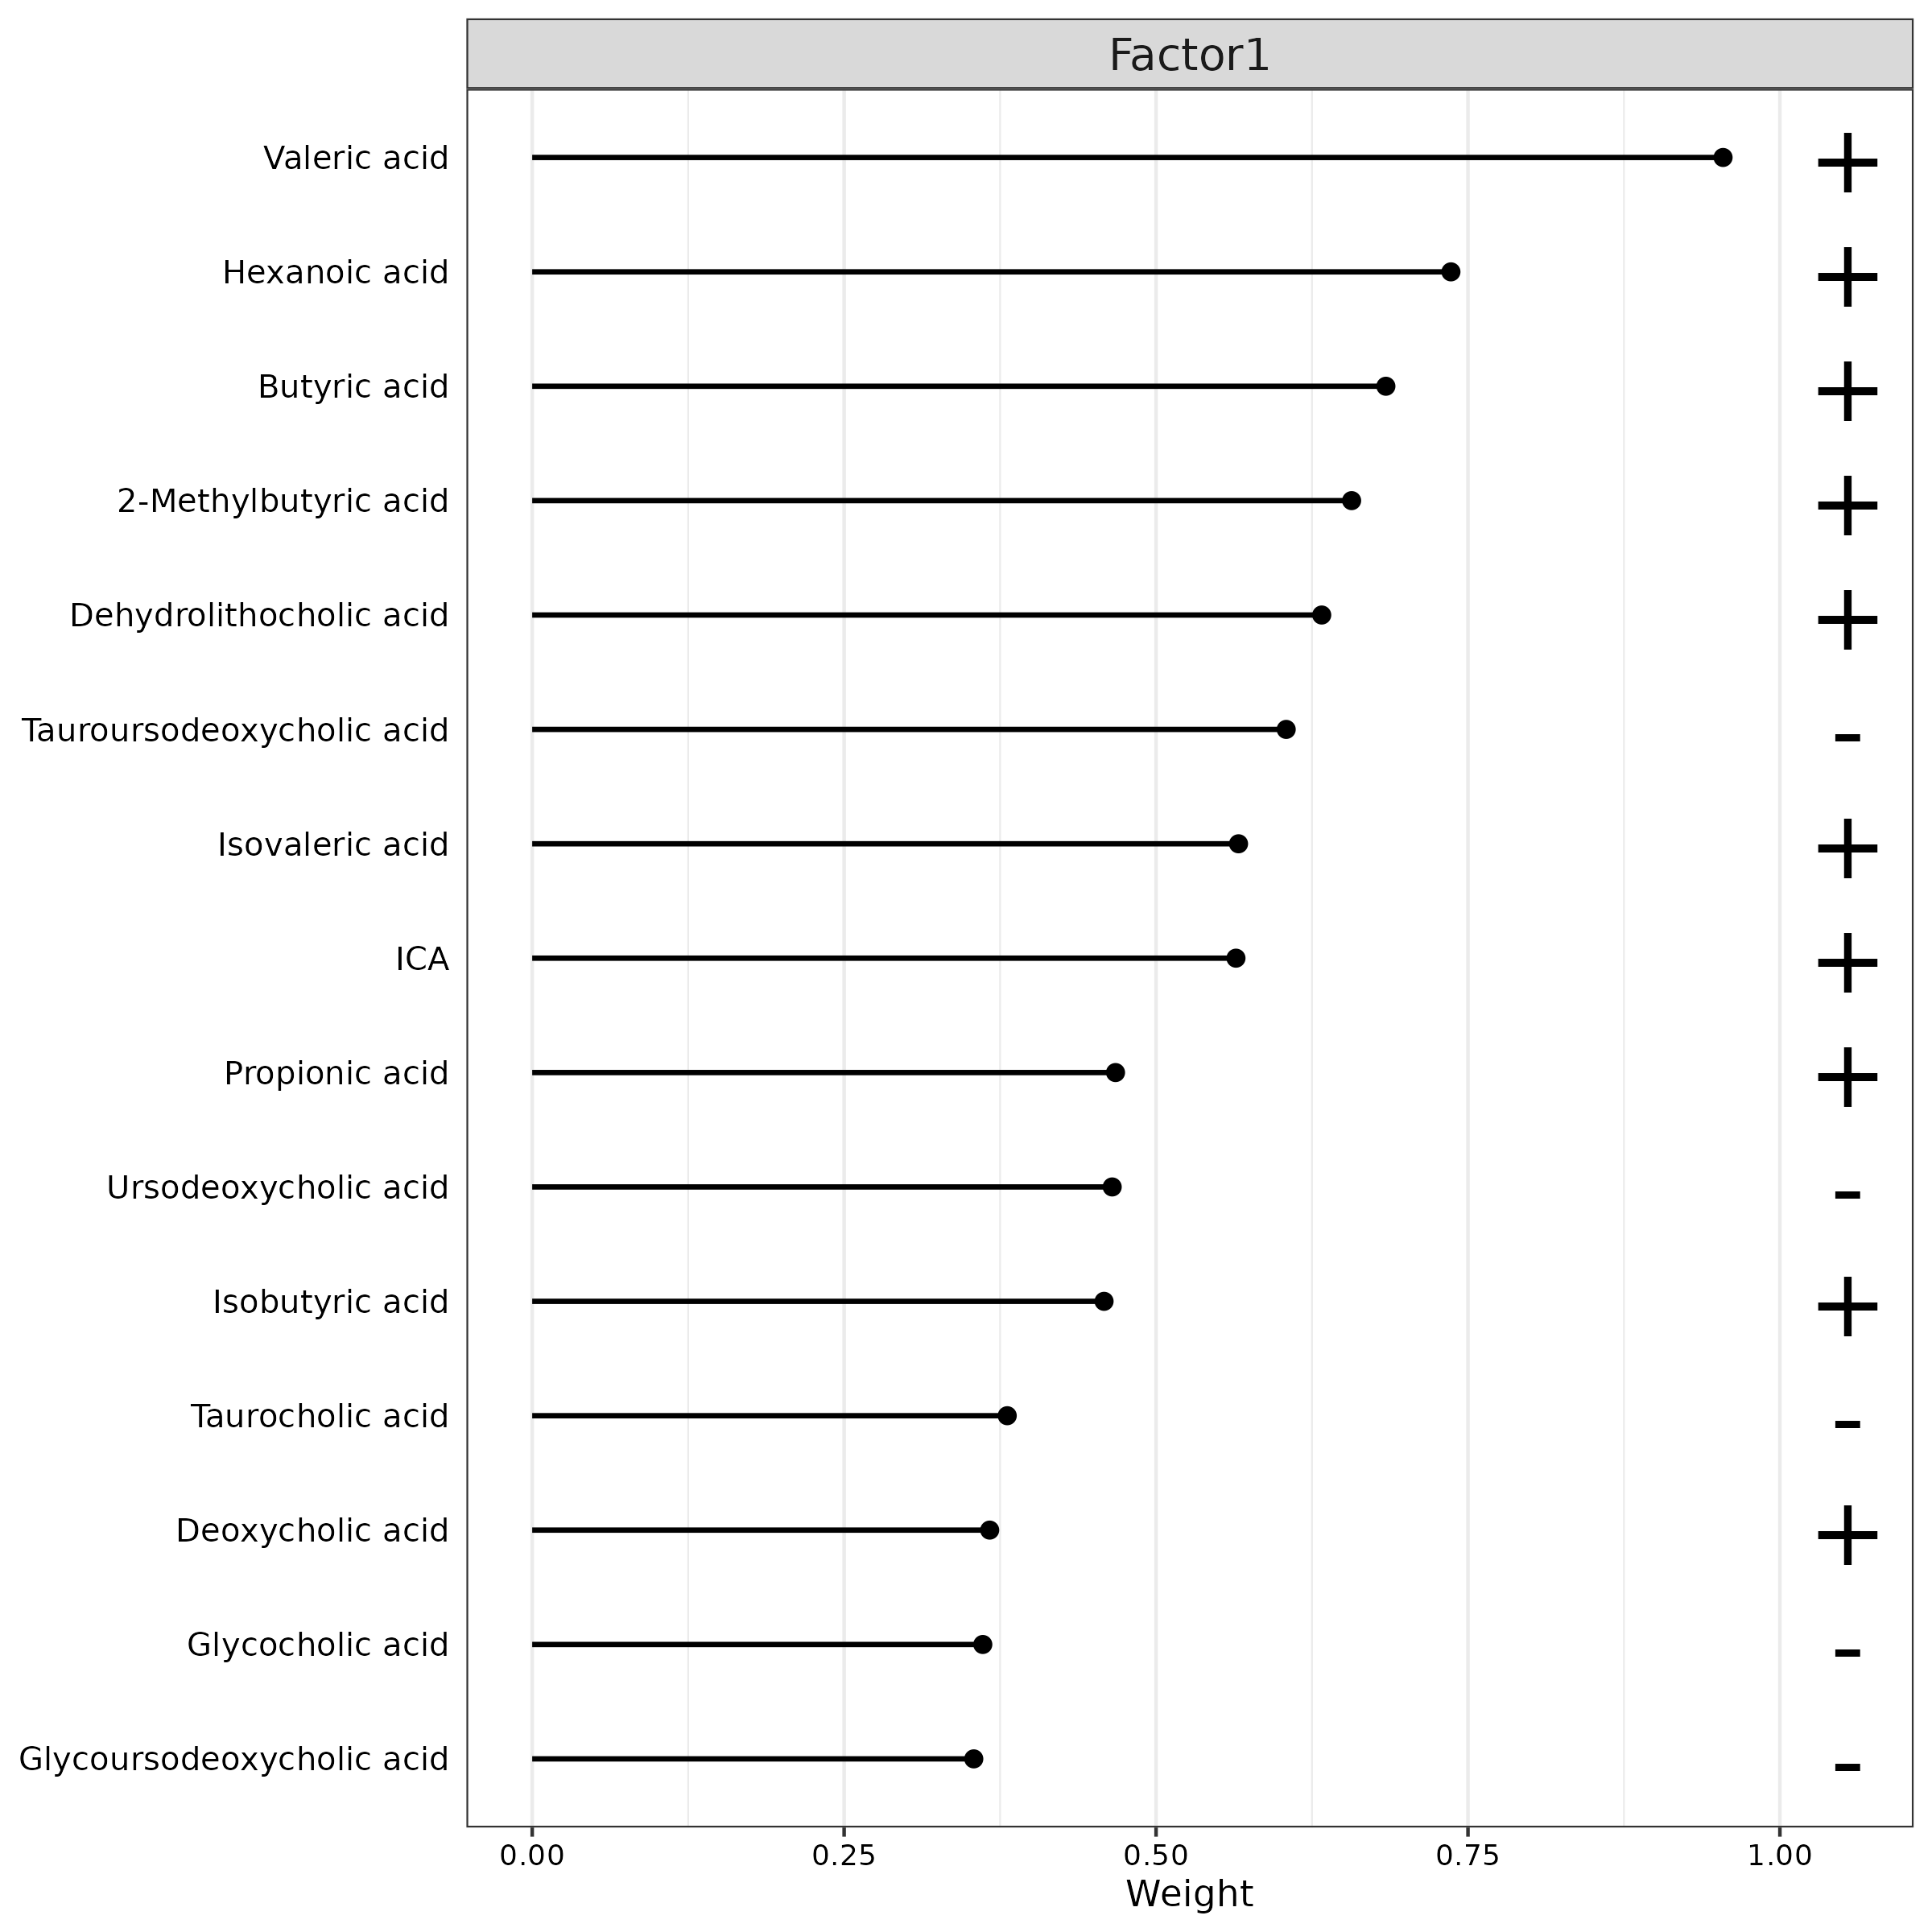 Factor1
Valeric acid +
Hexanoic acid +
Butyric acid +
2-Methylbutyric acid +
Dehydrolithocholic acid +
Tauroursodeoxycholic acid -
Isovaleric acid +
ICA +
Propionic acid +
Ursodeoxycholic acid -
Isobutyric acid +
Taurocholic acid -
Deoxycholic acid +
Glycocholic acid -
Glycoursodeoxycholic acid -
0.00 0.25 0.50 0.75 1.00
Weight